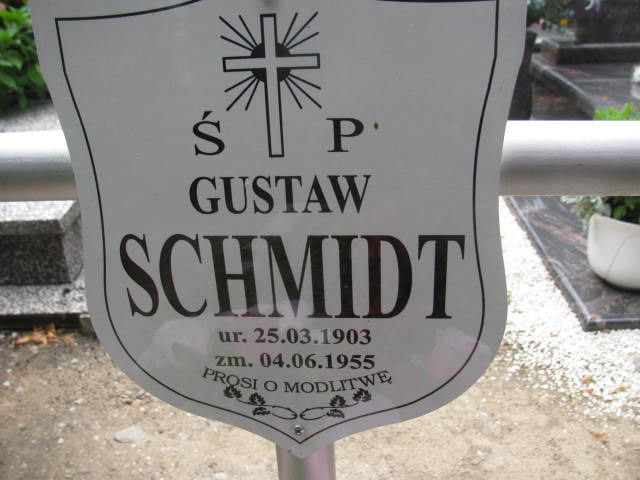 Ś P
GUSTAW
SCHMIDT
ur. 25.03.1903
zm. 04.06.1955
PROSI O MODLITWĘ